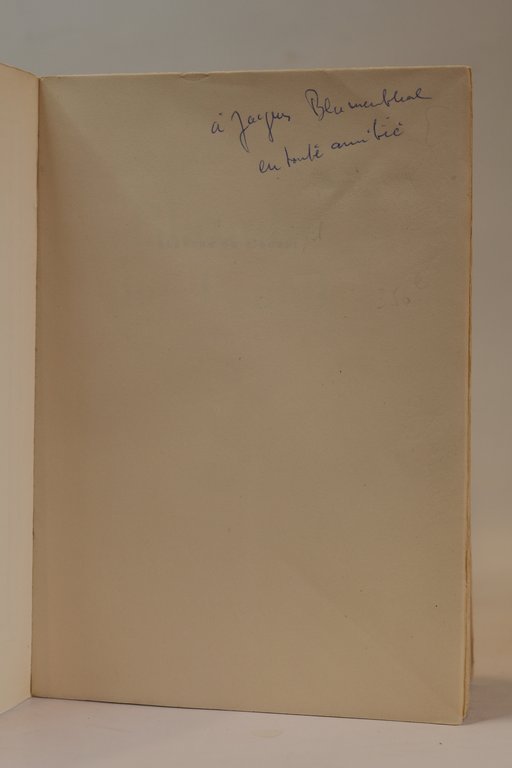 à Jacques Blumenthal
en toute amitié